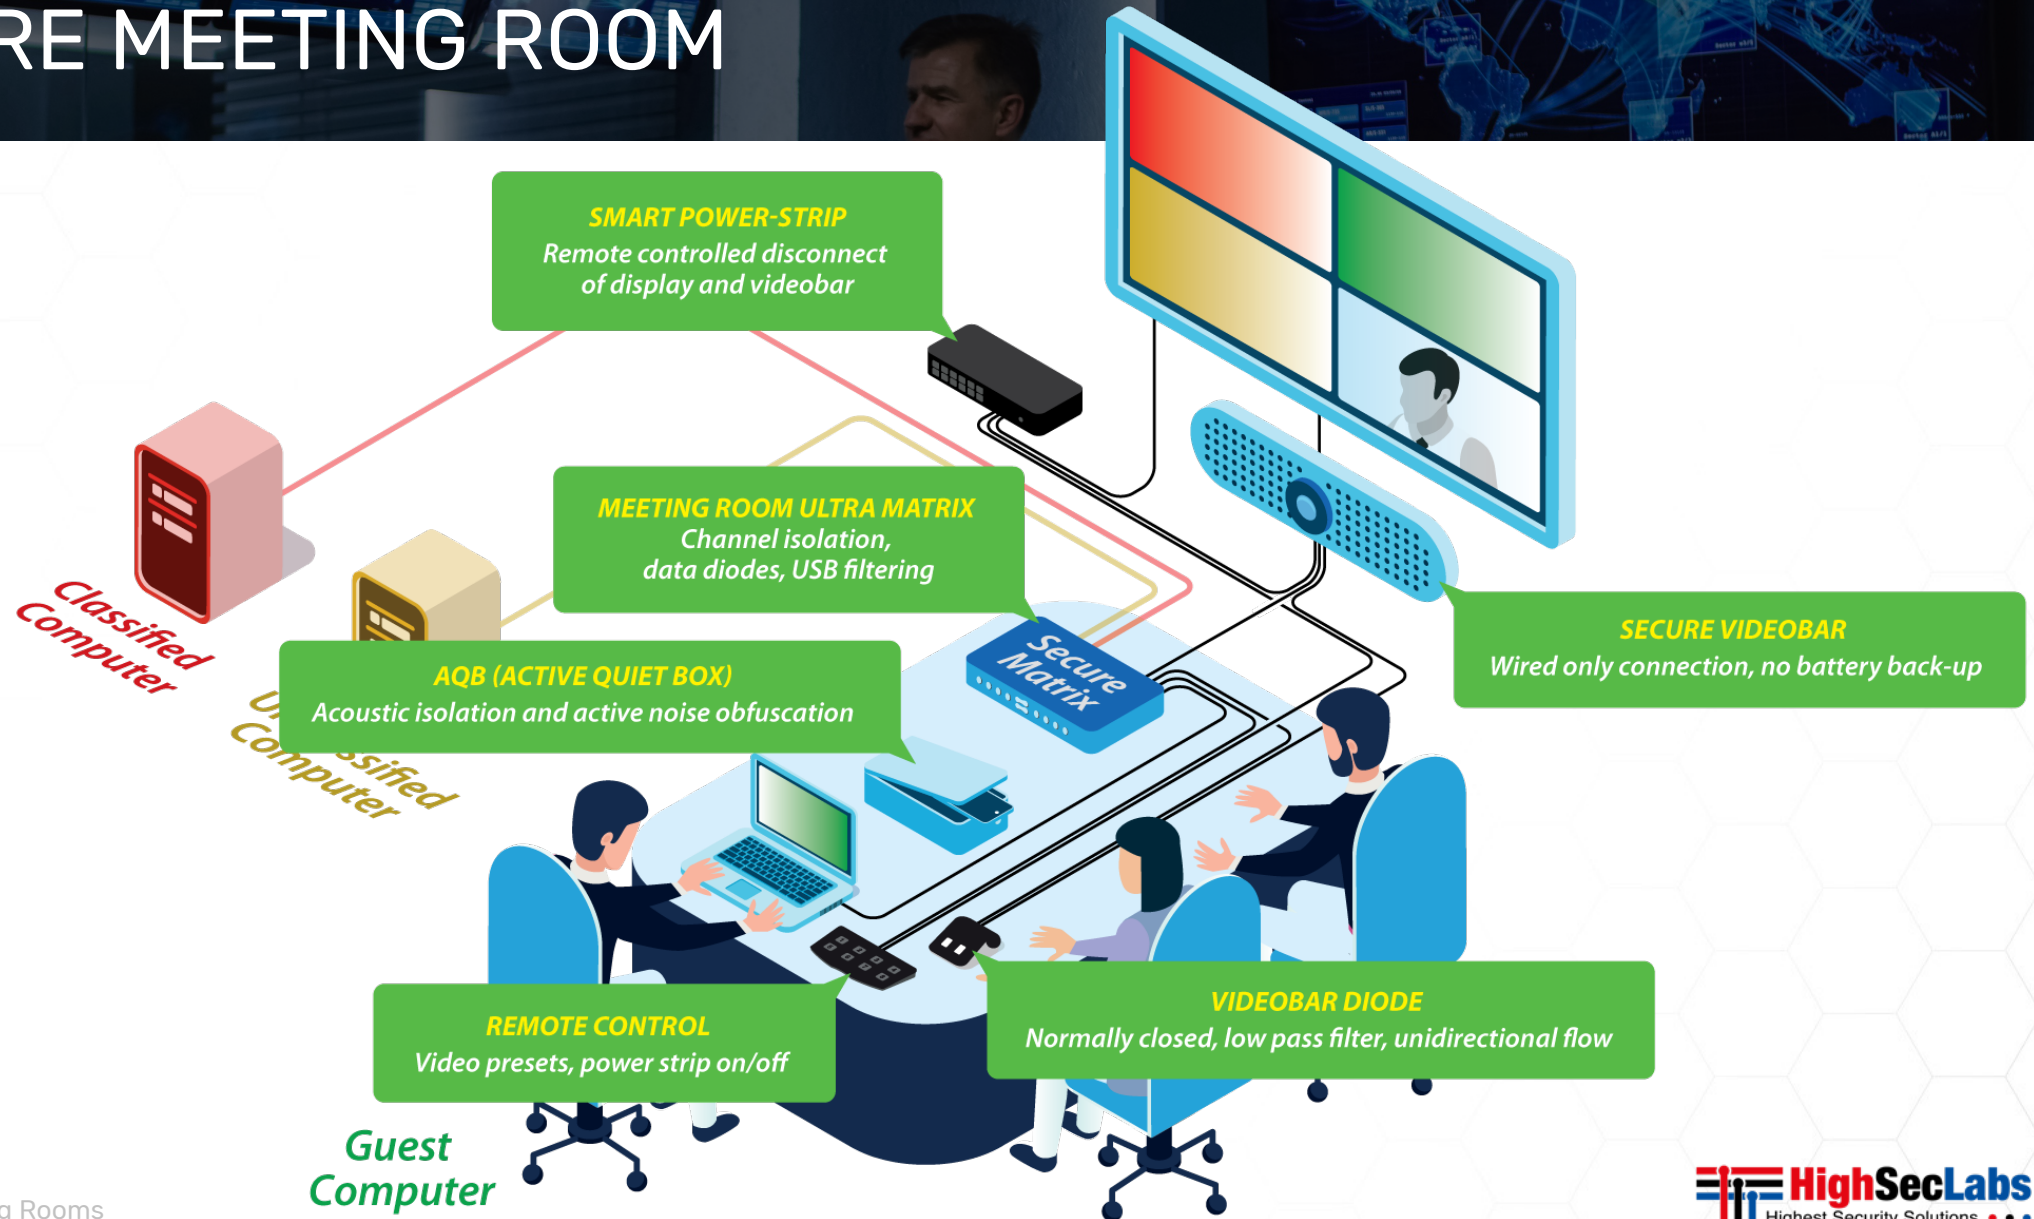 RE MEETING ROOM
SMART POWER-STRIP
Remote controlled disconnect
of display and videobar
MEETING ROOM ULTRA MATRIX
Channel isolation,
data diodes, USB filtering
Classified
Computer
AQB (ACTIVE QUIET BOX)
Acoustic isolation and active noise obfuscation
Computer
Secure
Matrix
SECURE VIDEOBAR
Wired only connection, no battery back-up
REMOTE CONTROL
Video presets, power strip on/off
VIDEOBAR DIODE
Normally closed, low pass filter, unidirectional flow
Guest
Computer
Rooms
HighSecLabs
Highest Security Solutions